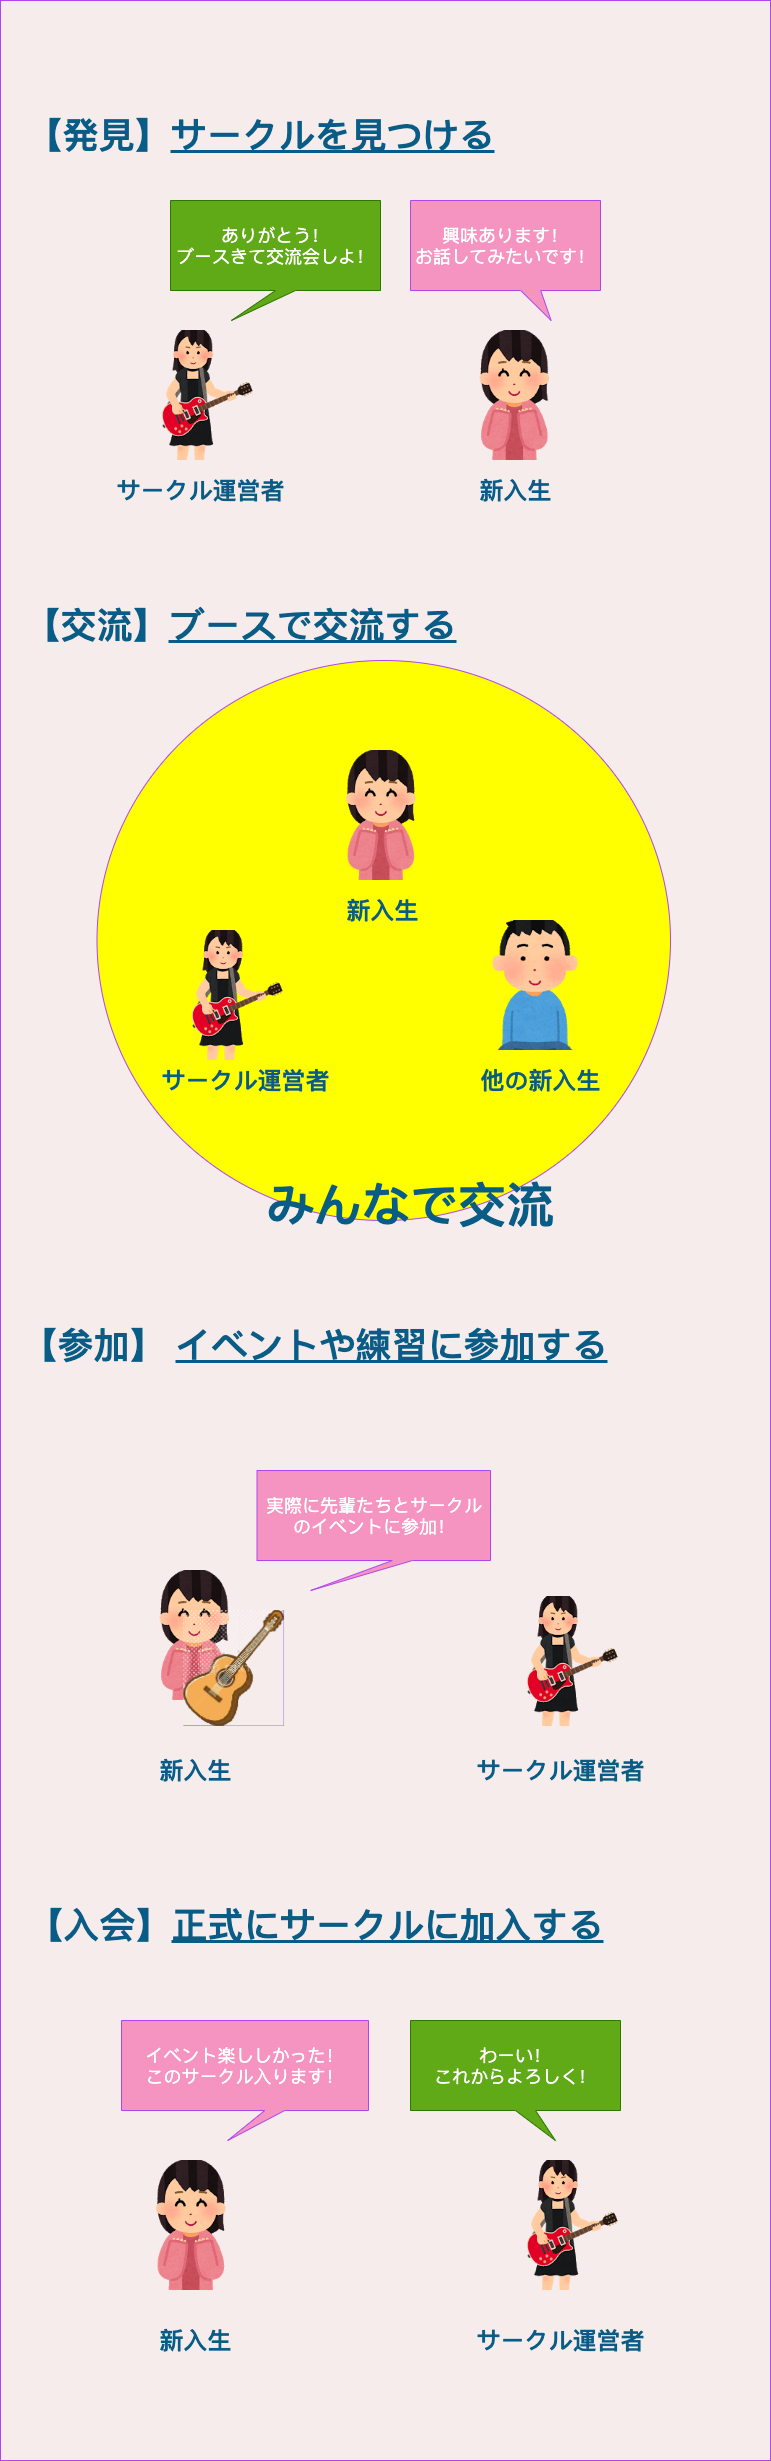 【発見】サークルを見つける
ありがとう!
ブースきて交流会しよ!
興味あります!
お話してみたいです!
サークル運営者
新入生
【交流】ブースで交流する
新入生
サークル運営者
他の新入生
みんなで交流
【参加】 イベントや練習に参加する
実際に先輩たちとサークル
のイベントに参加!
新入生
サークル運営者
【入会】正式にサークルに加入する
イベント楽ししかった!
このサークル入ります!
わーい!
これからよろしく!
新入生
サークル運営者